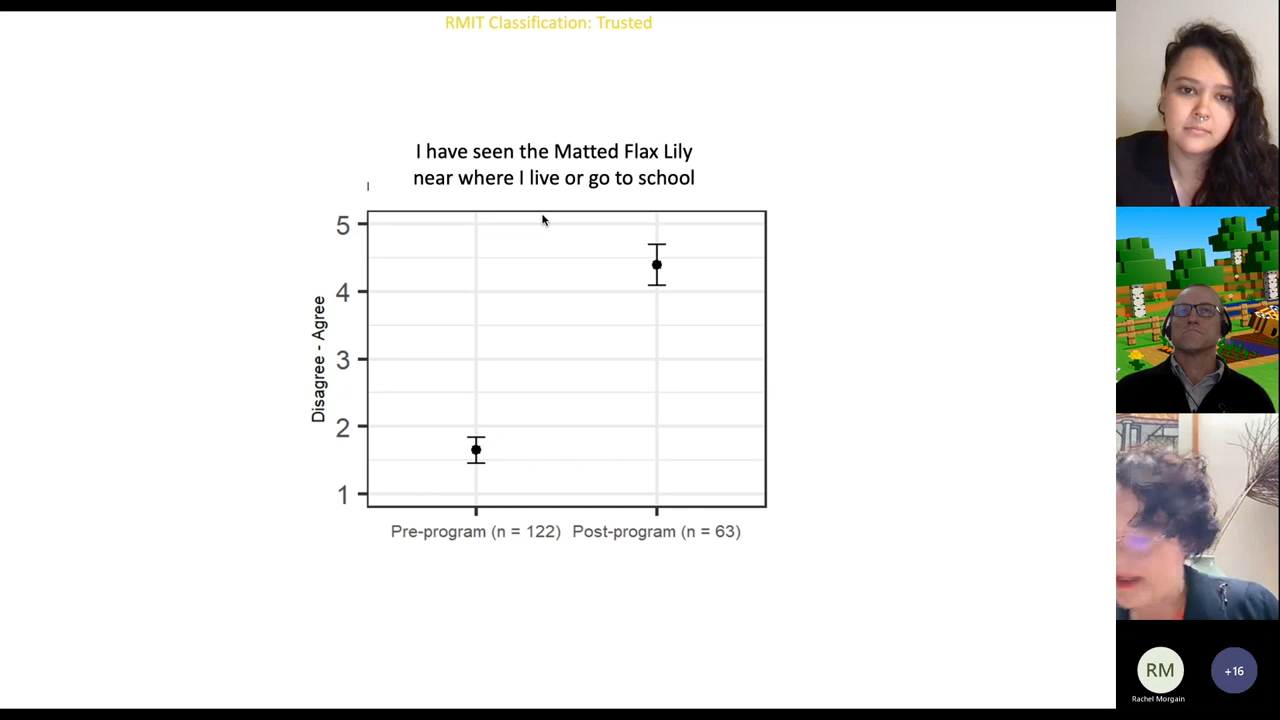 RMIT Classification: Trusted
I have seen the Matted Flax Lily
near where I live or go to school
5
4
3
2
1
Disagree - Agree
Pre-program (n = 122) Post-program (n = 63)
RM
+16
Rachel Morgain